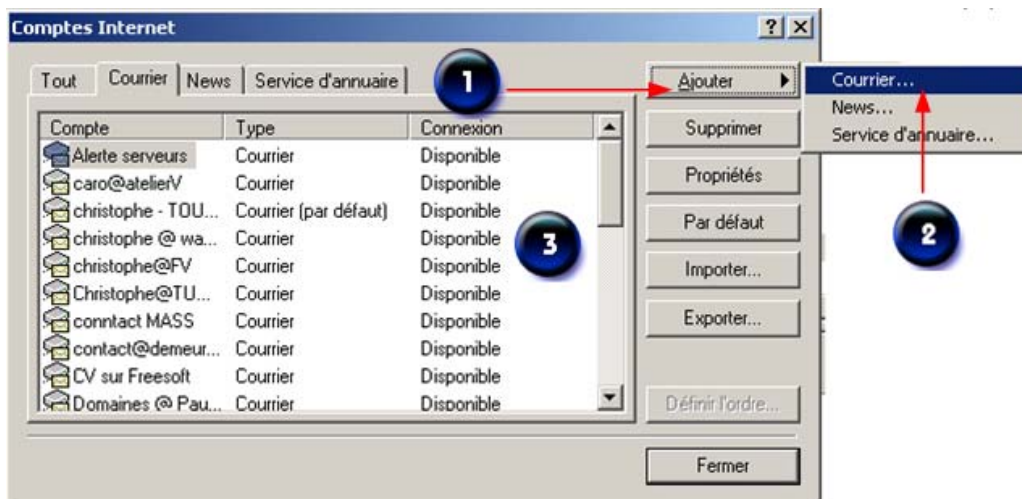 Comptes Internet
Tout Courrier News Service d'annuaire
1
Ajouter
Courrier...
News...
Service d'annuaire...
Compte Type Connexion
Alerte serveurs Courrier Disponible
caro@atelierV Courrier Disponible
christophe - TOU... Courrier (par défaut) Disponible
christophe @ wa... Courrier Disponible
christophe@FV Courrier Disponible
Christophe@TU... Courrier Disponible
conntact MASS Courrier Disponible
contact@demeur... Courrier Disponible
CV sur Freesoft Courrier Disponible
Domaines @ Pau... Courrier Disponible
3
Supprimer
Propriétés
Par défaut
Importer...
Exporter...
Définir l'ordre...
Fermer
2